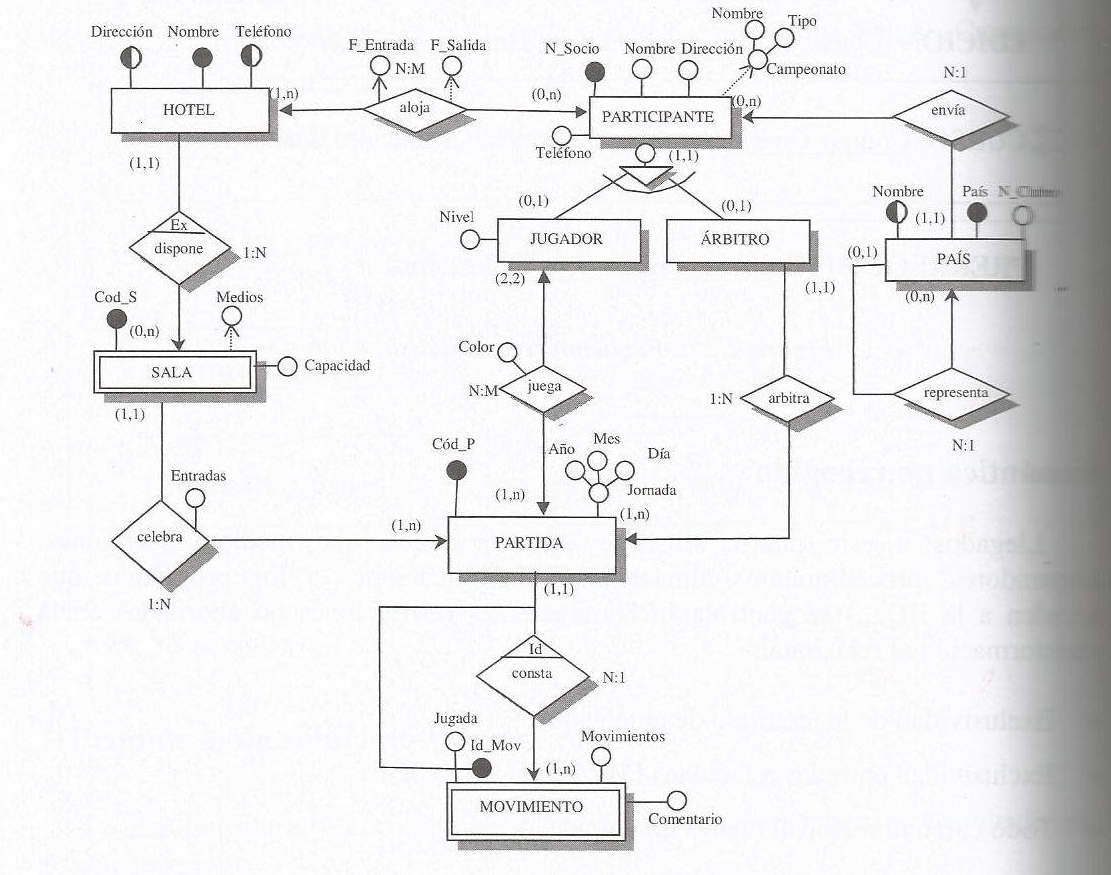 Nombre
Tipo
Campeonato
Dirección Nombre Teléfono
F_Entrada F_Salida
N:M
N_Socio Nombre Dirección
N:1
HOTEL
(1,n)
aloja
(0,n)
PARTICIPANTE
(0,n)
envía
Teléfono
(1,1)
(1,1)
Ex
dispone
1:N
(0,1)
(0,1)
Nivel
JUGADOR
ÁRBITRO
Nombre País
(1,1)
(0,1)
PAÍS
(0,n)
(2,2)
(1,1)
Cod_S
Medios
(0,n)
SALA
Capacidad
(1,1)
Color
N:M
juega
1:N
arbitra
representa
N:1
Cód_P
Año
Mes
Día
Jornada
Entradas
celebra
1:N
(1,n)
(1,n)
(1,n)
PARTIDA
(1,1)
Id
consta
N:1
Jugada
Id_Mov
Movimientos
(1,n)
MOVIMIENTO
Comentario